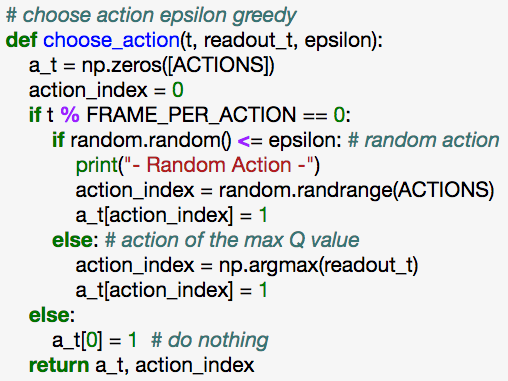 # choose action epsilon greedy
def choose_action(t, readout_t, epsilon):
    a_t = np.zeros([ACTIONS])
    action_index = 0
    if t % FRAME_PER_ACTION == 0:
        if random.random() <= epsilon: # random action
            print("- Random Action -")
            action_index = random.randrange(ACTIONS)
            a_t[action_index] = 1
        else: # action of the max Q value
            action_index = np.argmax(readout_t)
            a_t[action_index] = 1
    else:
        a_t[0] = 1  # do nothing
    return a_t, action_index